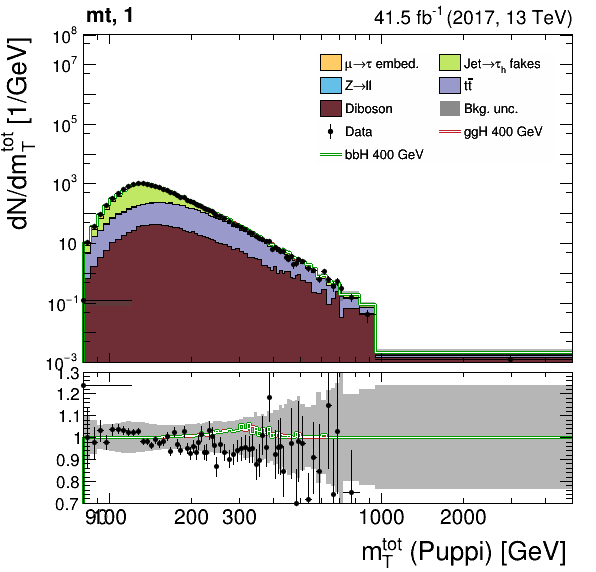 mt, 1
41.5 fb⁻¹ (2017, 13 TeV)
dN/dm_T^tot [1/GeV]
10⁸
10⁷
10⁵
10³
10
10⁻¹
10⁻³
μ→τ embed.
Jet→τₕ fakes
Z→ll
tt̄
Diboson
Bkg. unc.
Data
ggH 400 GeV
bbH 400 GeV
1.3
1.2
1.1
1
0.9
0.8
0.7
90
100
200
300
1000
2000
m_T^tot (Puppi) [GeV]